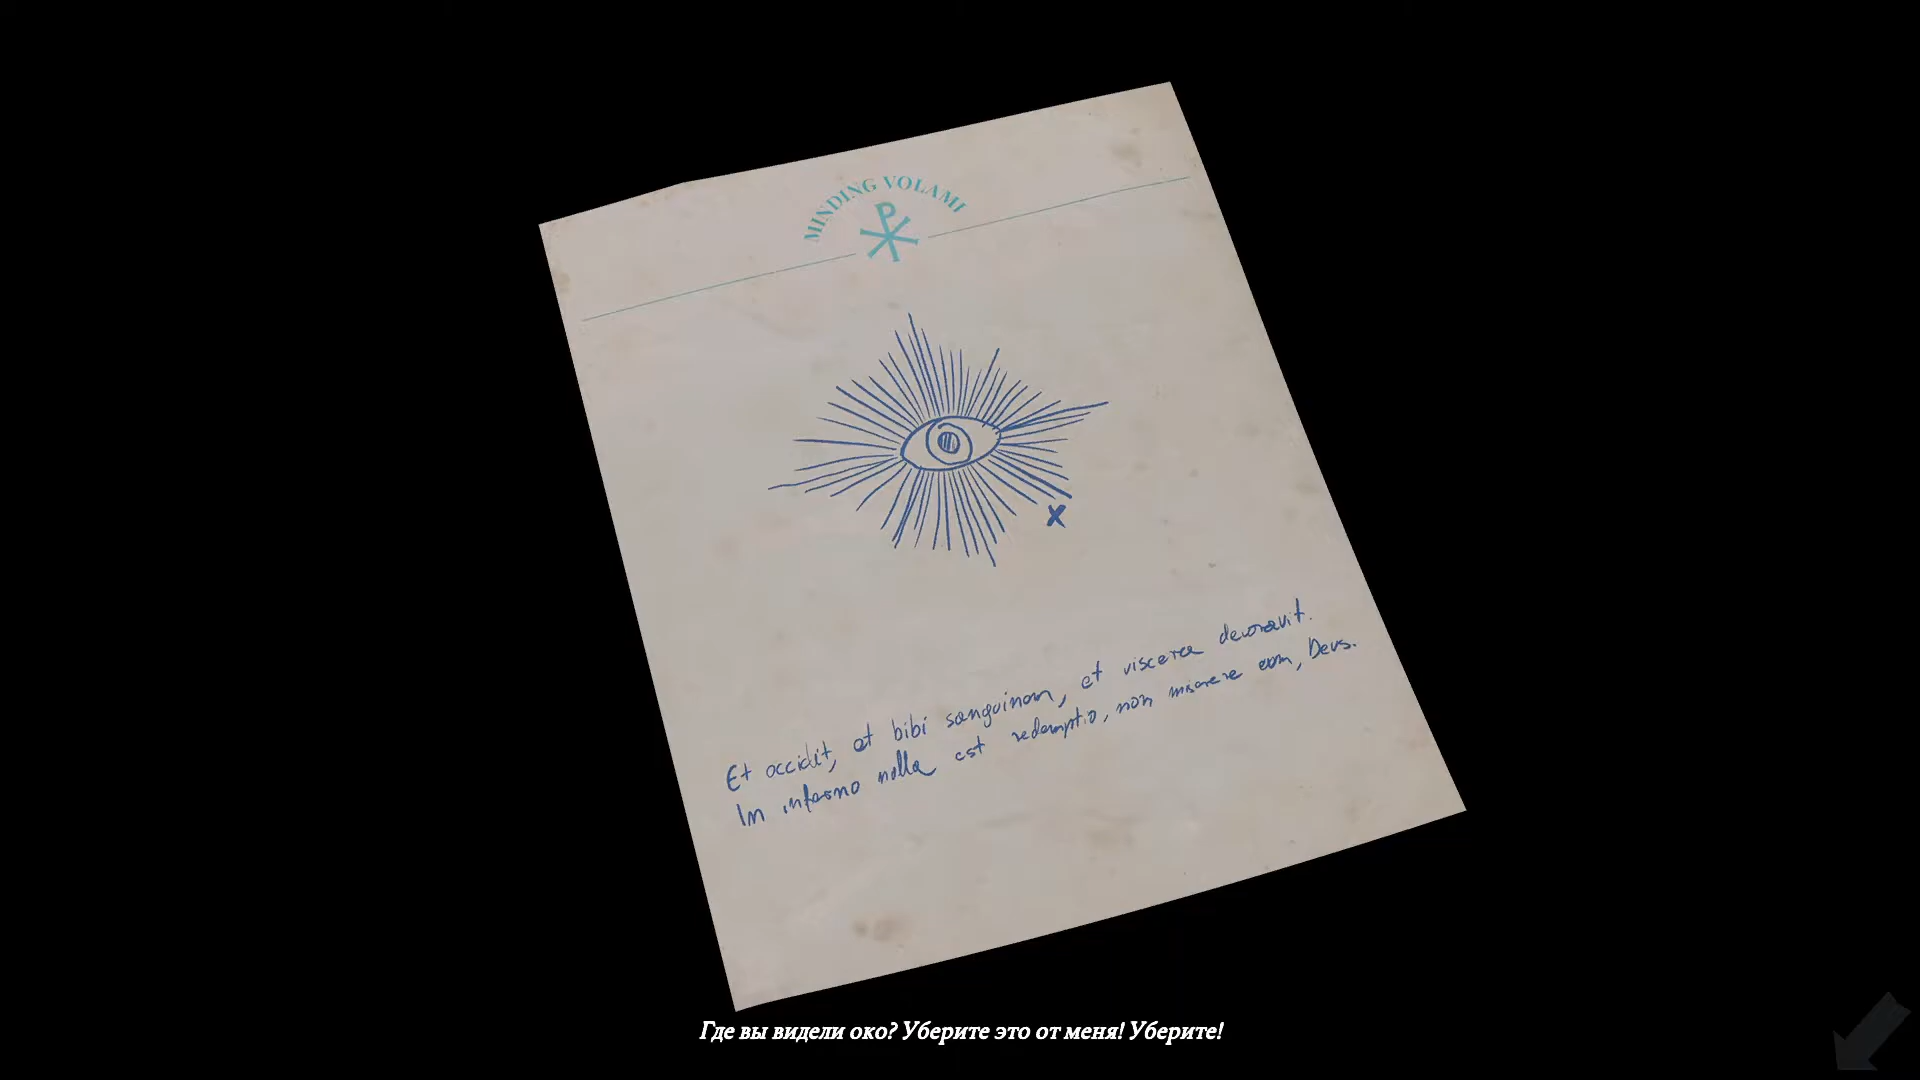 MINDING VOLAMI
X
Et occidit, et bibi sanguinem, et viscera devoravit.
In inferno nulla est redemptio, non miserere eam, Deus.
Где вы видели око? Уберите это от меня! Уберите!